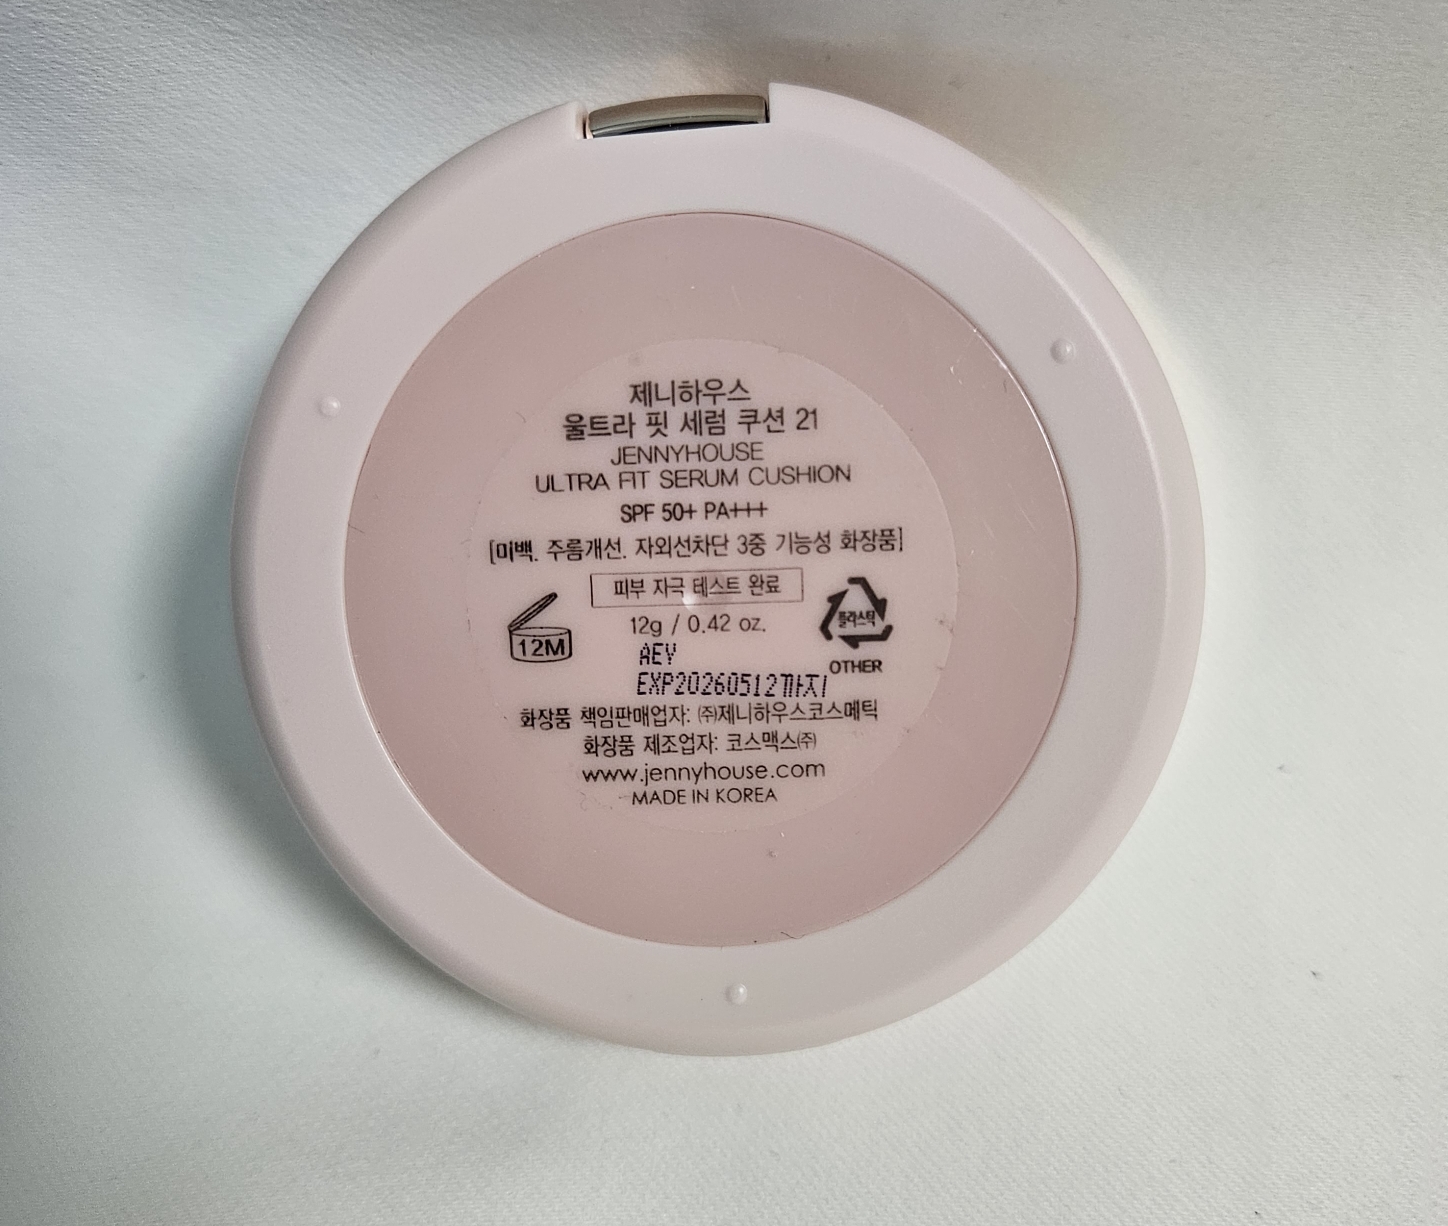 제니하우스
울트라 핏 세럼 쿠션 21
JENNYHOUSE
ULTRA FIT SERUM CUSHION
SPF 50+ PA+++
[미백. 주름개선. 자외선차단 3중 기능성 화장품]
피부 자극 테스트 완료
12M
12g / 0.42 oz.
플라스틱
OTHER
AEY
EXP20260512까지
화장품 책임판매업자: ㈜제니하우스코스메틱
화장품 제조업자: 코스맥스㈜
www.jennyhouse.com
MADE IN KOREA